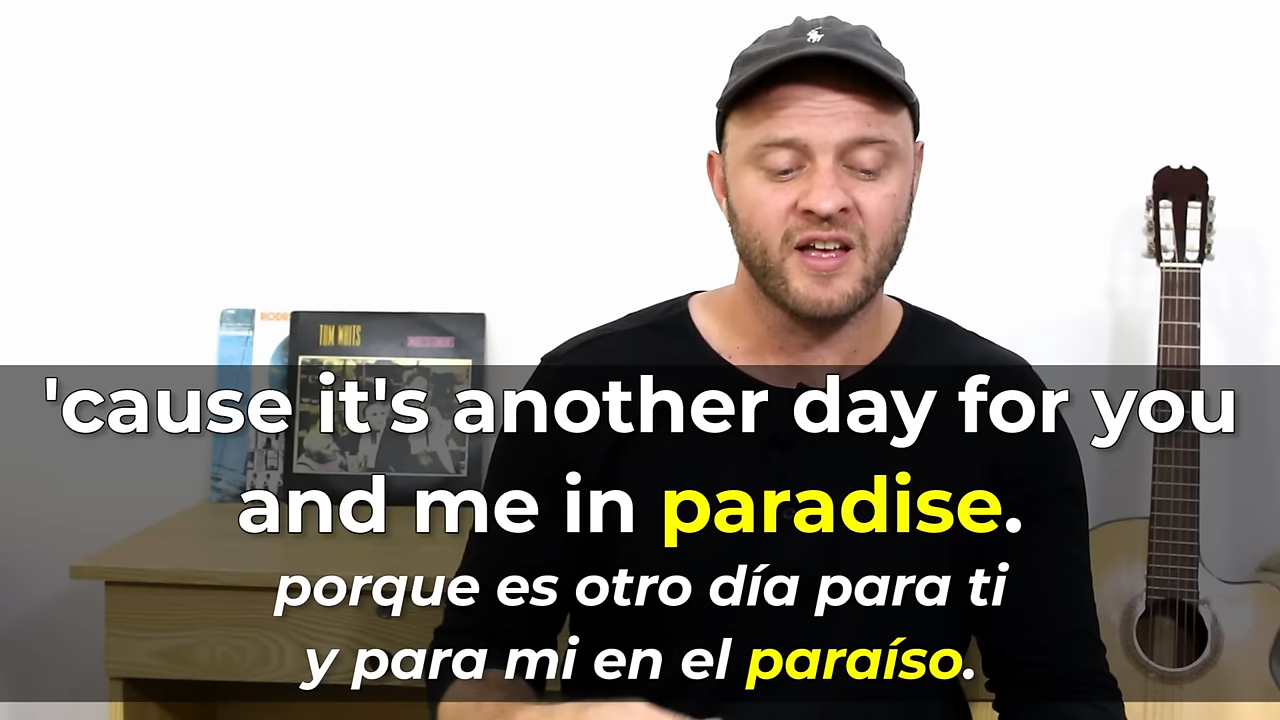 RODR
TOM WAITS
'cause it's another day for you
and me in paradise.
porque es otro día para ti
y para mi en el paraíso.